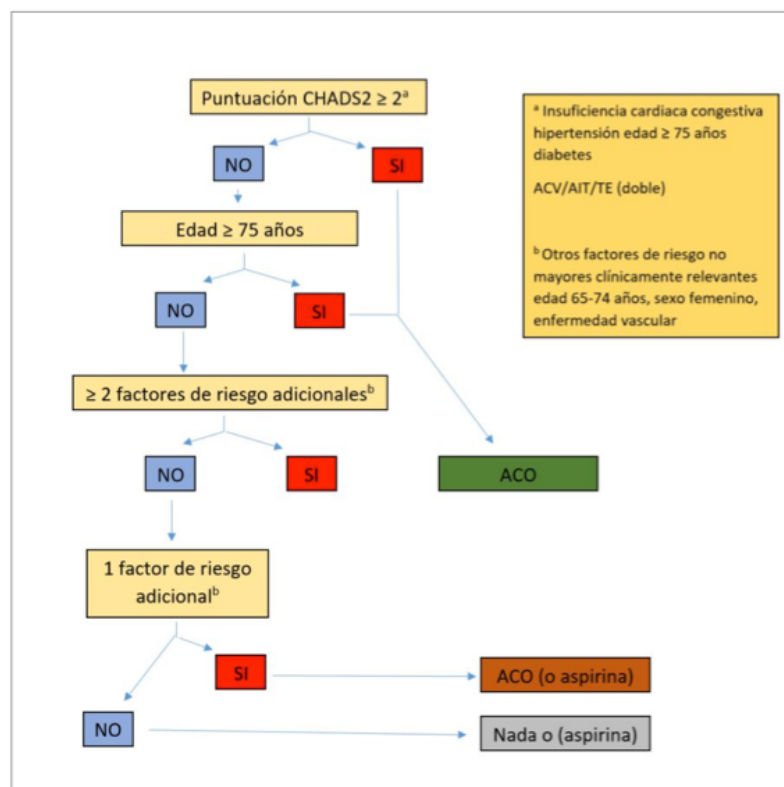 Puntuación CHADS2 ≥ 2ª
NO
SI
Edad ≥ 75 años
NO
SI
≥ 2 factores de riesgo adicionalesᵇ
NO
SI
ACO
1 factor de riesgo
adicionalᵇ
SI
ACO (o aspirina)
NO
Nada o (aspirina)
ª Insuficiencia cardiaca congestiva
hipertensión edad ≥ 75 años
diabetes
ACV/AIT/TE (doble)
ᵇ Otros factores de riesgo no
mayores clínicamente relevantes
edad 65-74 años, sexo femenino,
enfermedad vascular